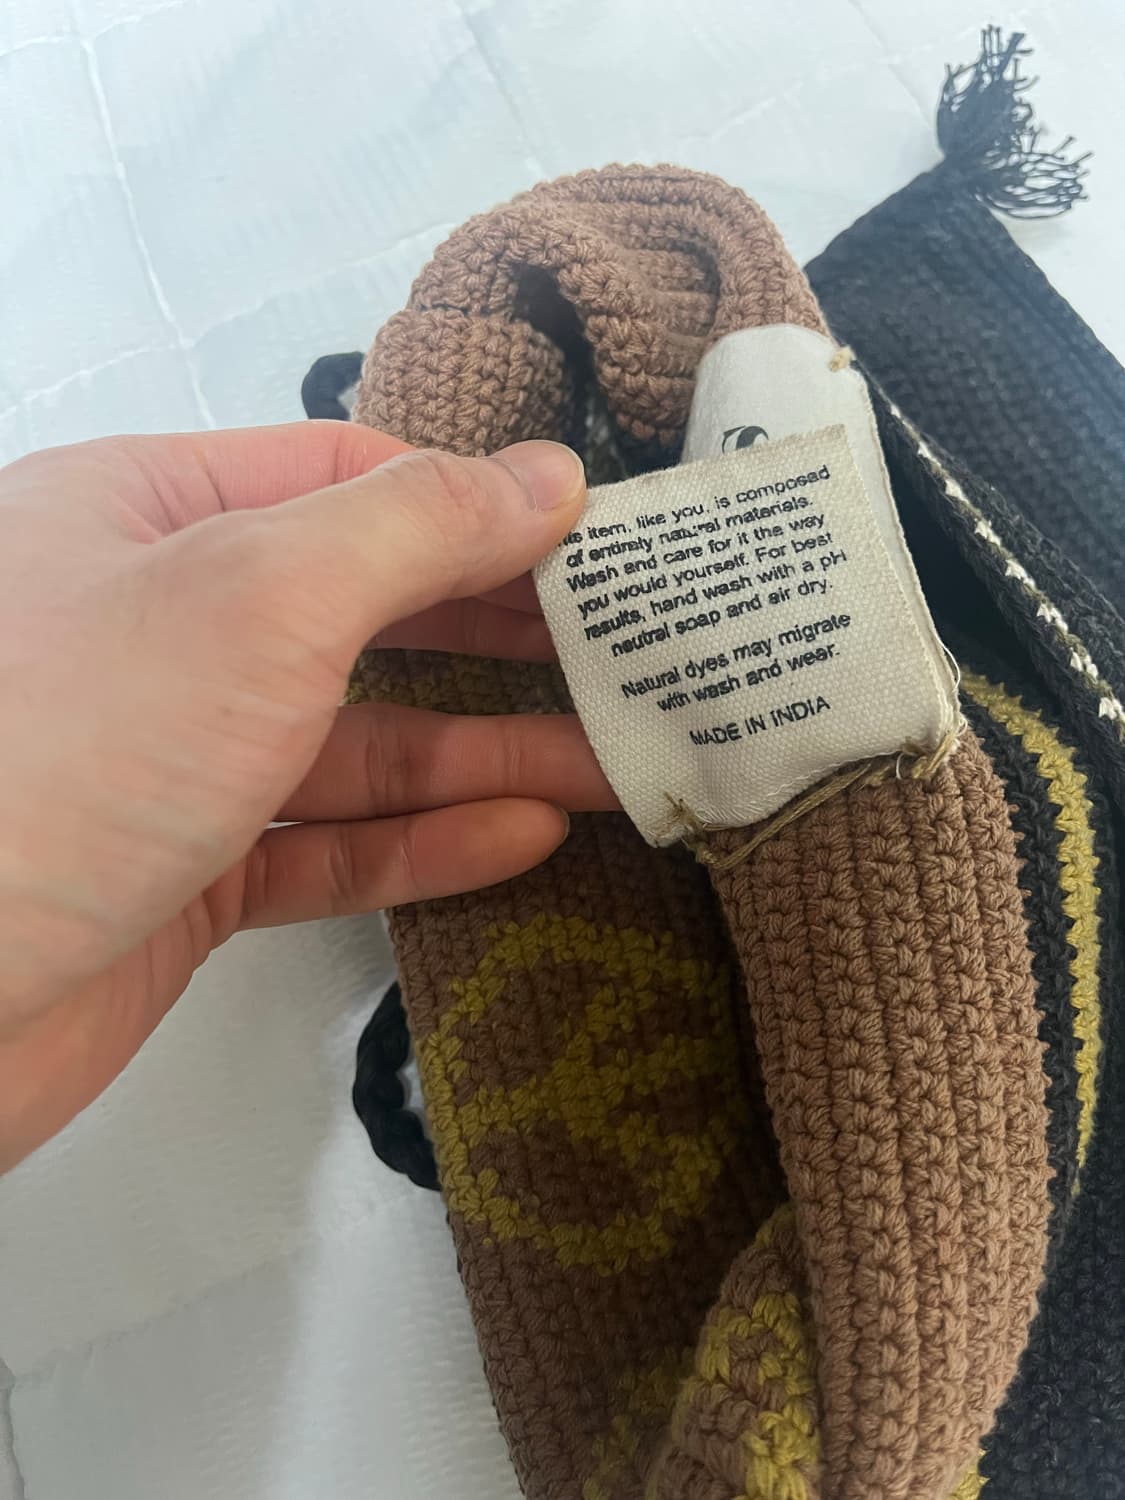 item, like you, is composed
of entirely natural materials.
Wash and care for it the way
you would yourself. For best
results, hand wash with a pH
neutral soap and air dry.
Natural dyes may migrate
with wash and wear.
MADE IN INDIA